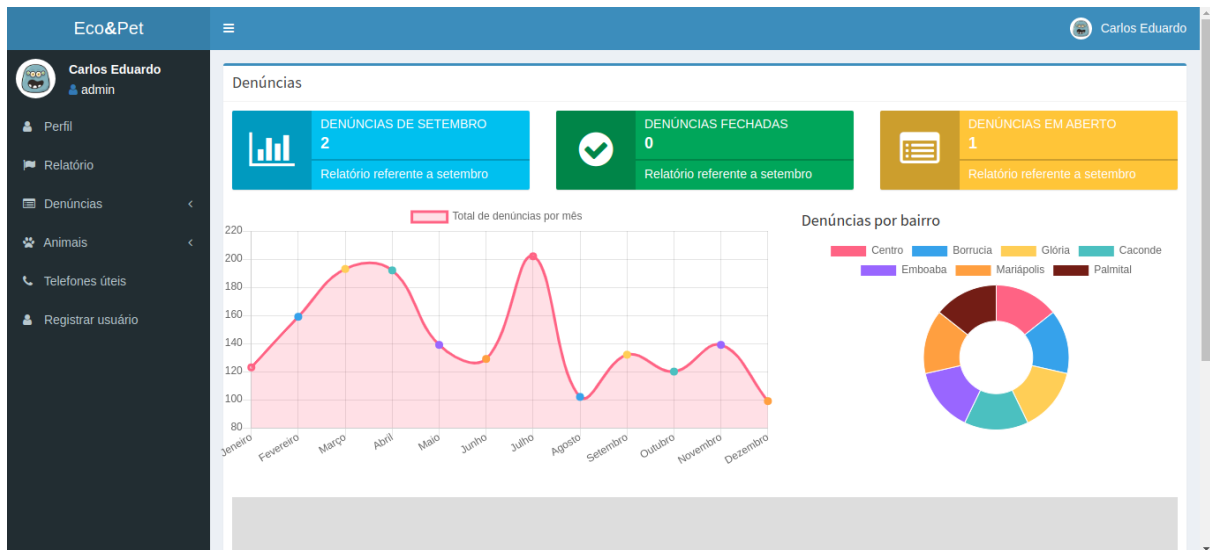 Eco&Pet
Carlos Eduardo
Carlos Eduardo
admin
Perfil
Relatório
Denúncias
Animais
Telefones úteis
Registrar usuário
Denúncias
DENÚNCIAS DE SETEMBRO
2
Relatório referente a setembro
DENÚNCIAS FECHADAS
0
Relatório referente a setembro
DENÚNCIAS EM ABERTO
1
Relatório referente a setembro
Total de denúncias por mês
220
200
180
160
140
120
100
80
Jeneiro
Fevereiro
Março
Abril
Maio
Junho
Julho
Agosto
Setembro
Outubro
Novembro
Dezembro
Denúncias por bairro
Centro Borrucia Glória Caconde
Emboaba Mariápolis Palmital